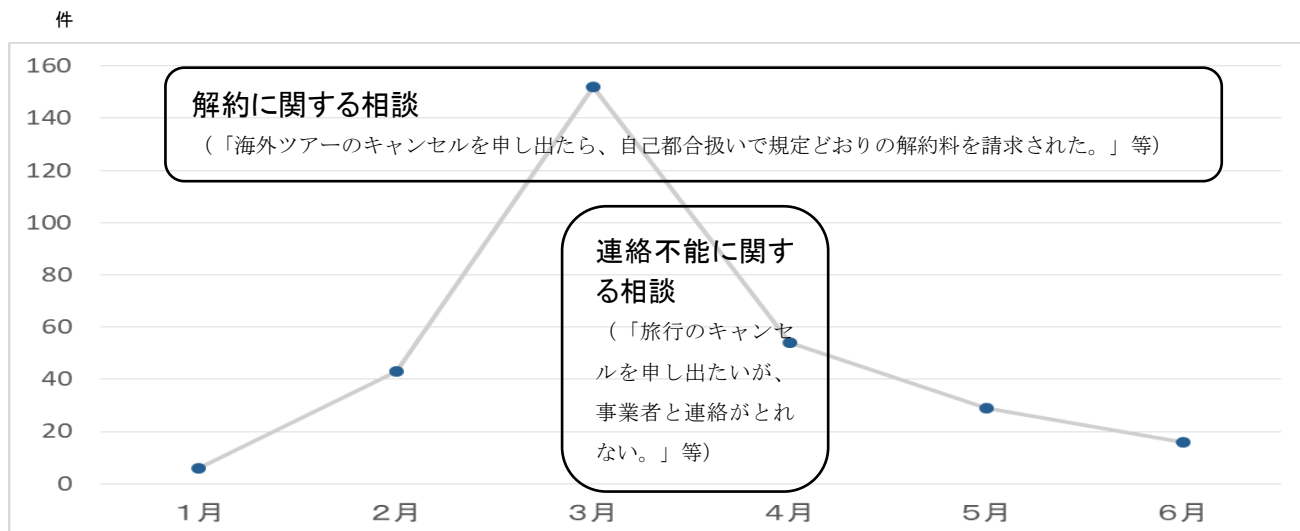 件
160
解約に関する相談
140
(「海外ツアーのキャンセルを申し出たら、自己都合扱いで規定どおりの解約料を請求された。」等)
120
100
連絡不能に関す
80
る相談
60
(「旅行のキャンセ
40
ルを申し出たいが、
事業者と連絡がとれ
20
ない。」等)
0
1月 2月 3月 4月 5月 6月